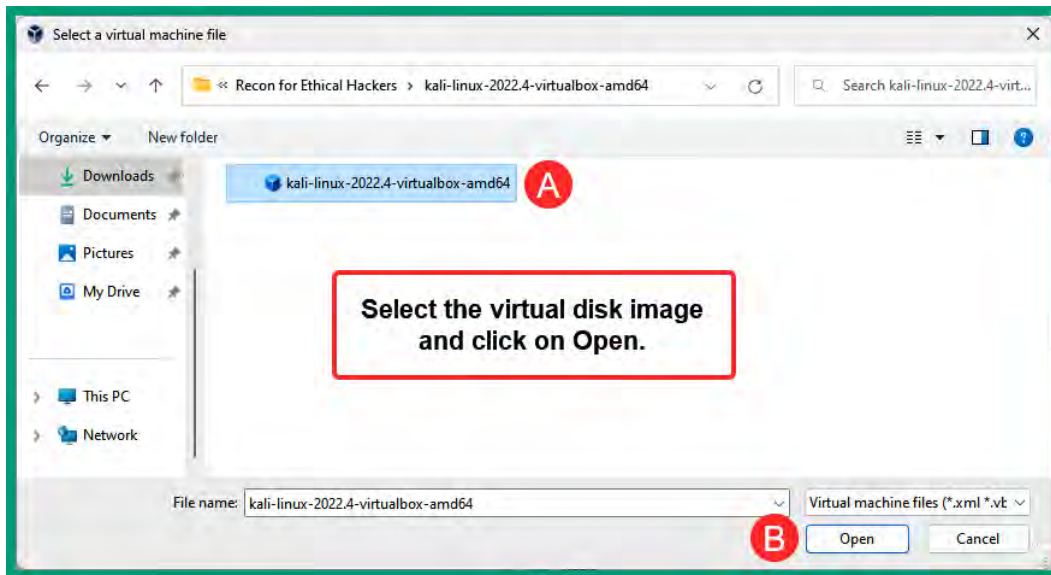 Select a virtual machine file
« Recon for Ethical Hackers › kali-linux-2022.4-virtualbox-amd64
Search kali-linux-2022.4-virt...
Organize
New folder
Downloads
kali-linux-2022.4-virtualbox-amd64
A
Documents
Pictures
My Drive
Select the virtual disk image
and click on Open.
This PC
Network
File name:
kali-linux-2022.4-virtualbox-amd64
Virtual machine files (*.xml *.vb
B
Open
Cancel